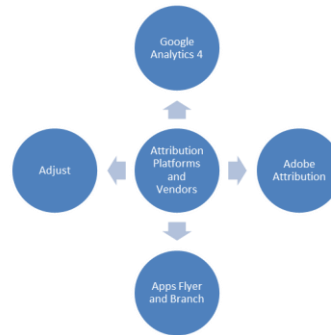 Google
Analytics 4
Adjust
Attribution
Platforms
and
Vendors
Adobe
Attribution
Apps Flyer
and Branch